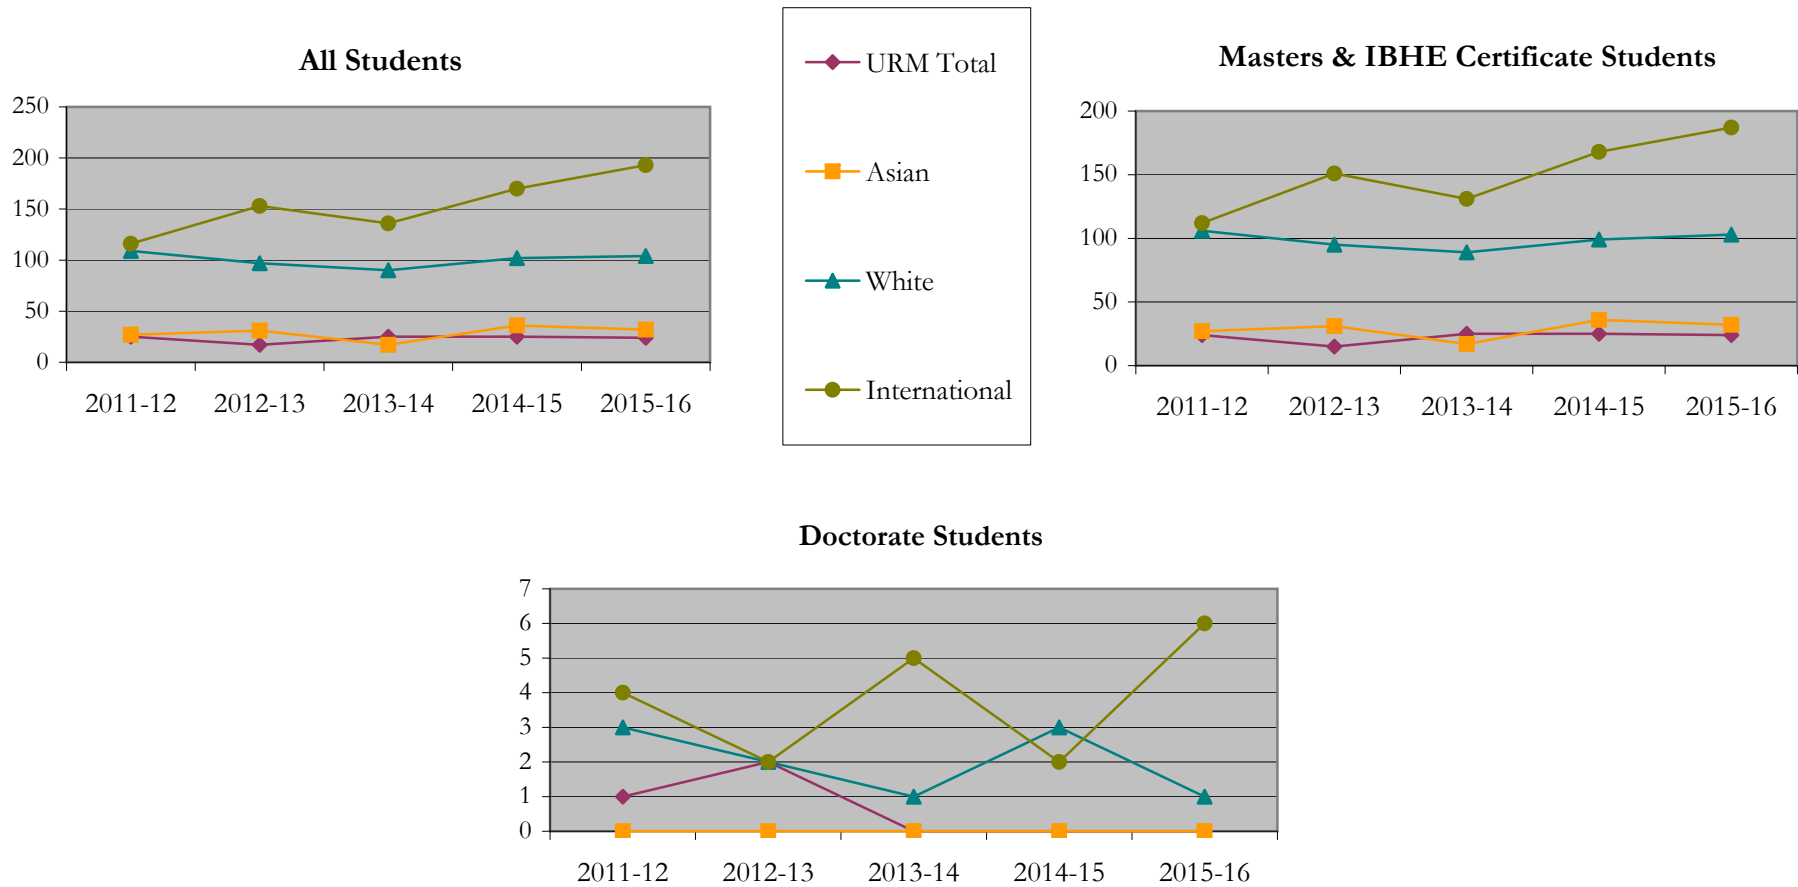 All Students
250
200
150
100
50
0
2011-12 2012-13 2013-14 2014-15 2015-16
URM Total
Asian
White
International
Masters & IBHE Certificate Students
200
150
100
50
0
2011-12 2012-13 2013-14 2014-15 2015-16
Doctorate Students
7
6
5
4
3
2
1
0
2011-12 2012-13 2013-14 2014-15 2015-16